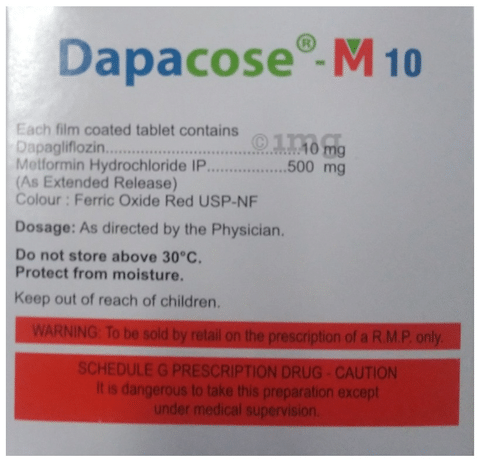 Dapacose®-M 10
Each film coated tablet contains
©1mg
Dapagliflozin..................................10 mg
Metformin Hydrochloride IP..............500 mg
(As Extended Release)
Colour : Ferric Oxide Red USP-NF
Dosage: As directed by the Physician.
Do not store above 30°C.
Protect from moisture.
Keep out of reach of children.
WARNING: To be sold by retail on the prescription of a R.M.P. only.
SCHEDULE G PRESCRIPTION DRUG - CAUTION
It is dangerous to take this preparation except
under medical supervision.